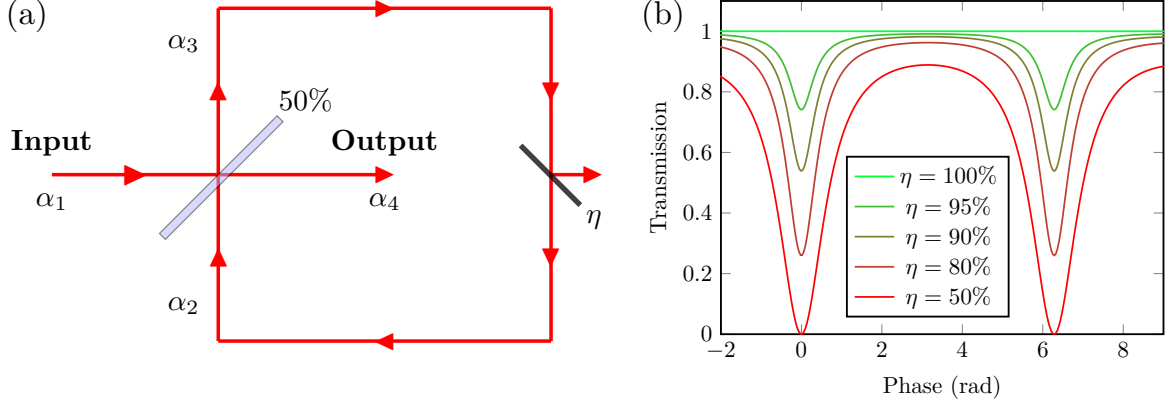 (a)
α₃
50%
Input
Output
α₁
α₄
η
α₂
(b)
Transmission
1
0.8
0.6
0.4
0.2
0
η = 100%
η = 95%
η = 90%
η = 80%
η = 50%
−2
0
2
4
6
8
Phase (rad)